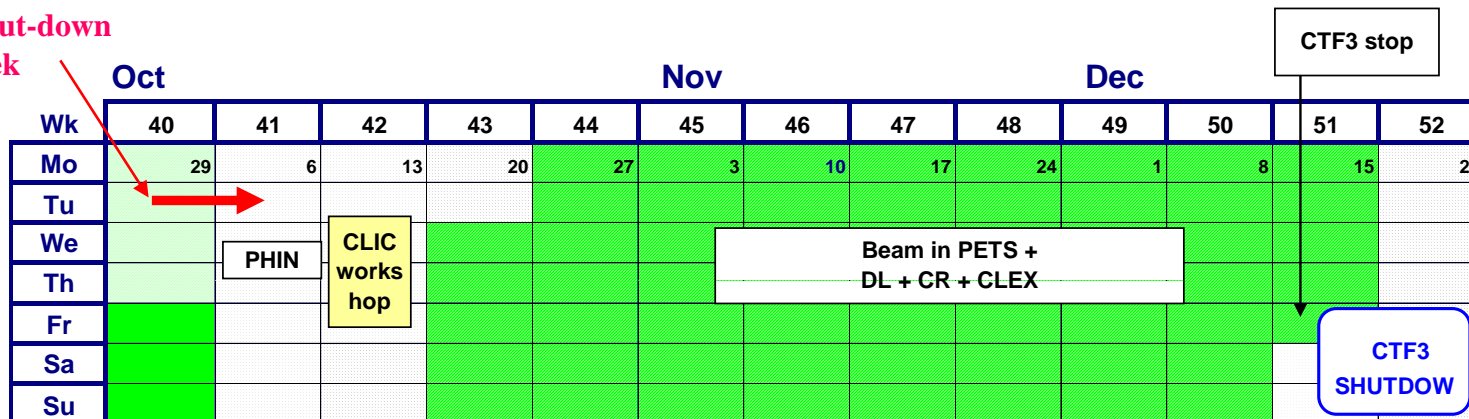 ut-down
ek
CTF3 stop
Oct Nov Dec
Wk 40 41 42 43 44 45 46 47 48 49 50 51 52
Mo 29 6 13 20 27 3 10 17 24 1 8 15 2
Tu
We
Th
Fr
Sa
Su
PHIN
CLIC
works
hop
Beam in PETS +
DL + CR + CLEX
CTF3
SHUTDOW